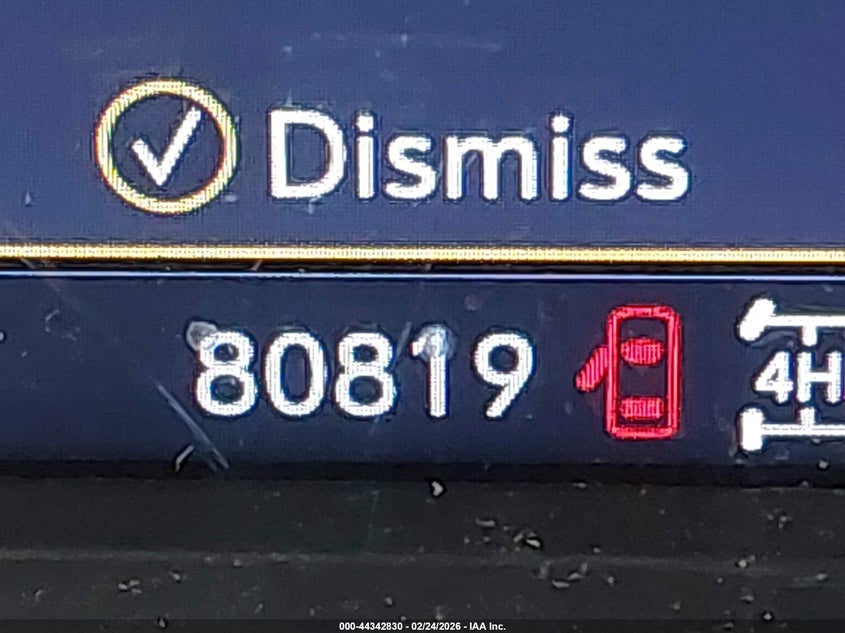 Dismiss
80819
4H
000-44342830 - 02/24/2026 - IAA Inc.